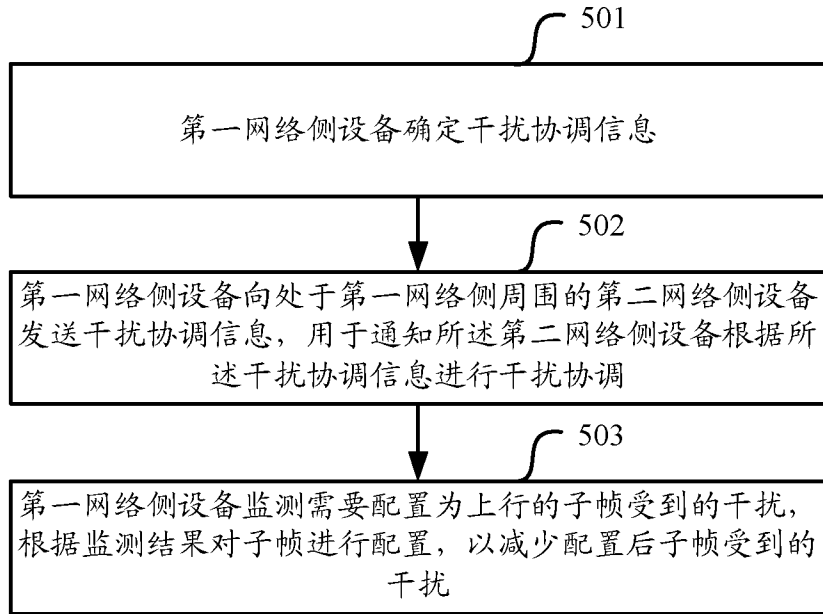 501
第一网络侧设备确定干扰协调信息
502
第一网络侧设备向处于第一网络侧周围的第二网络侧设备
发送干扰协调信息，用于通知所述第二网络侧设备根据所
述干扰协调信息进行干扰协调
503
第一网络侧设备监测需要配置为上行的子帧受到的干扰，
根据监测结果对子帧进行配置，以减少配置后子帧受到的
干扰